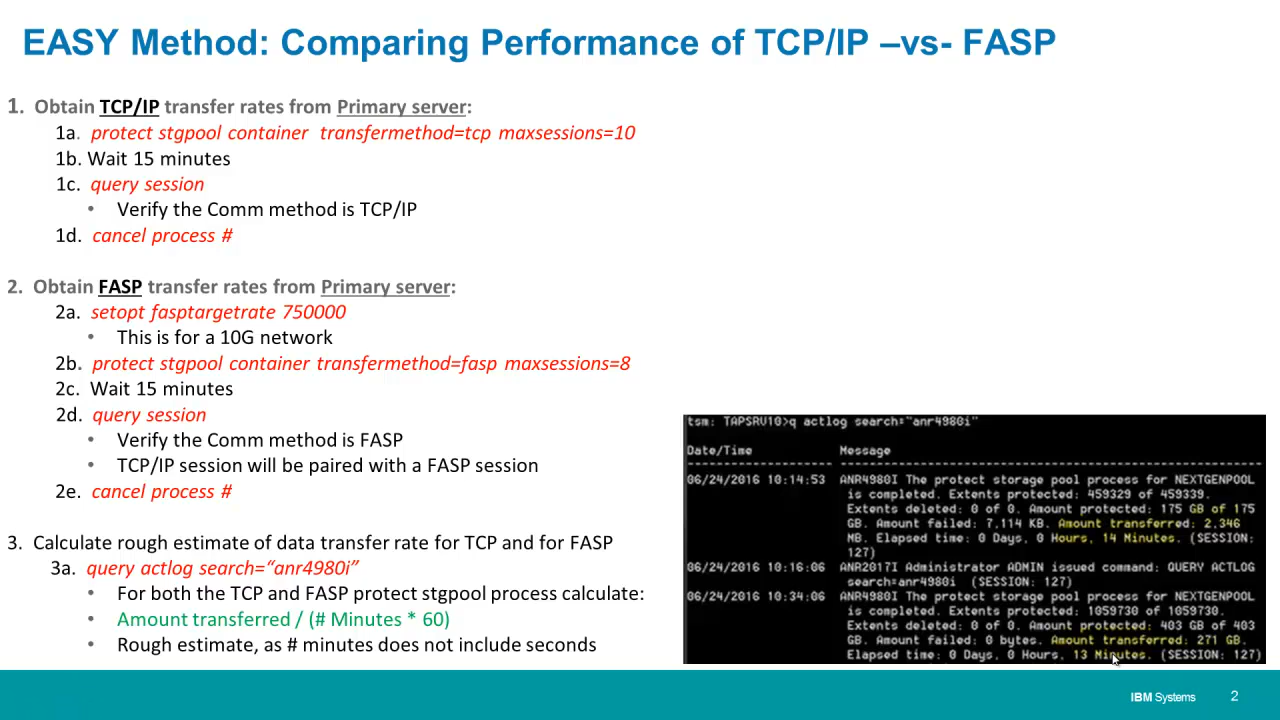 EASY Method: Comparing Performance of TCP/IP –vs- FASP
1. Obtain TCP/IP transfer rates from Primary server:
1a. protect stgpool container transfermethod=tcp maxsessions=10
1b. Wait 15 minutes
1c. query session
• Verify the Comm method is TCP/IP
1d. cancel process #
2. Obtain FASP transfer rates from Primary server:
2a. setopt fasptargetrate 750000
• This is for a 10G network
2b. protect stgpool container transfermethod=fasp maxsessions=8
2c. Wait 15 minutes
2d. query session
• Verify the Comm method is FASP
• TCP/IP session will be paired with a FASP session
2e. cancel process #
3. Calculate rough estimate of data transfer rate for TCP and for FASP
3a. query actlog search=“anr4980i”
• For both the TCP and FASP protect stgpool process calculate:
• Amount transferred / (# Minutes * 60)
• Rough estimate, as # minutes does not include seconds
tsm: TAPSRV10>q actlog search="anr4980i"
Date/Time Message
06/24/2016 10:14:53 ANR4980I The protect storage pool process for NEXTGENPOOL
is completed. Extents protected: 459329 of 459339.
Extents deleted: 0 of 0. Amount protected: 175 GB of 175
GB. Amount failed: 7,114 KB. Amount transferred: 2,346
MB. Elapsed time: 0 Days, 0 Hours, 14 Minutes. (SESSION:
127)
06/24/2016 10:16:06 ANR2017I Administrator ADMIN issued command: QUERY ACTLOG
search=anr4980i (SESSION: 127)
06/24/2016 10:34:06 ANR4980I The protect storage pool process for NEXTGENPOOL
is completed. Extents protected: 1059730 of 1059730.
Extents deleted: 0 of 0. Amount protected: 403 GB of 403
GB. Amount failed: 0 bytes. Amount transferred: 271 GB.
Elapsed time: 0 Days, 0 Hours, 13 Minutes. (SESSION: 127)
IBM Systems 2